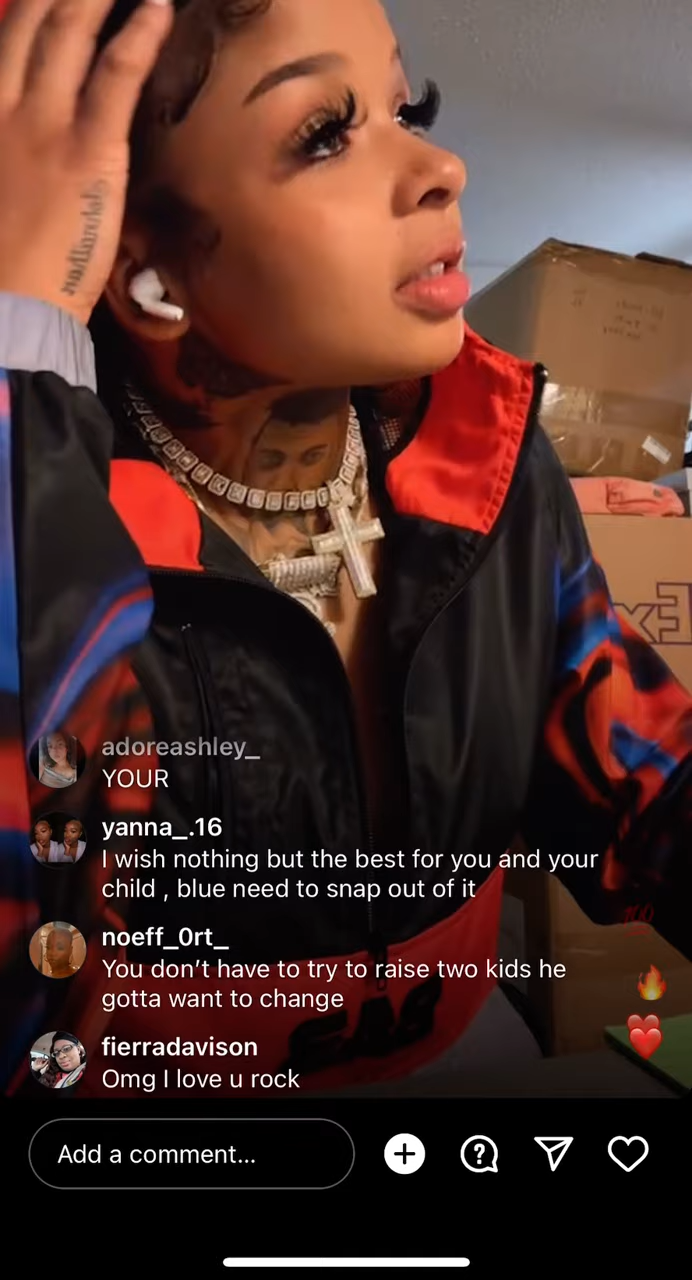 adoreashley_
YOUR
yanna_.16
I wish nothing but the best for you and your
child , blue need to snap out of it
noeff_0rt_
You don’t have to try to raise two kids he
gotta want to change
fierradavison
Omg I love u rock
Add a comment...